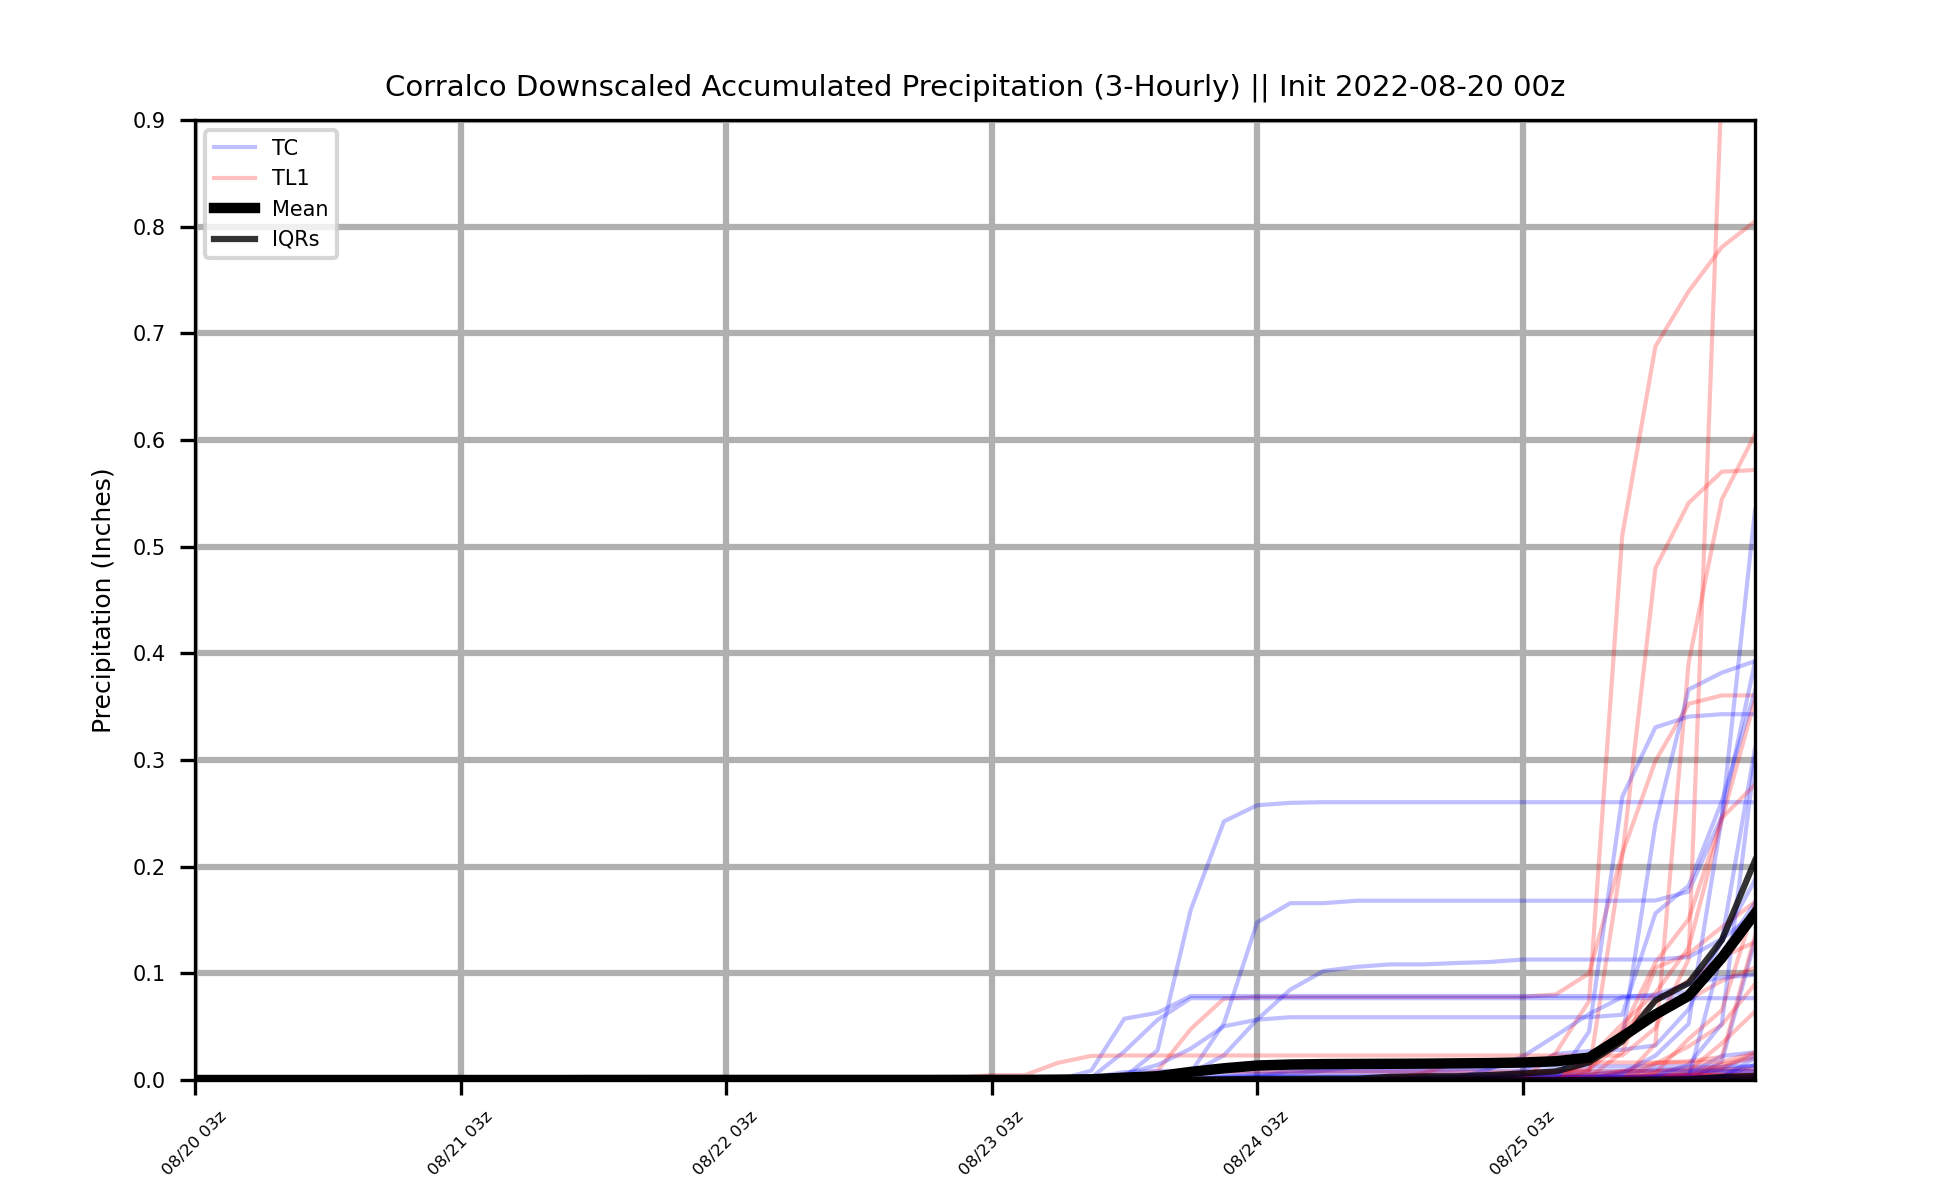 Corralco Downscaled Accumulated Precipitation (3-Hourly) || Init 2022-08-20 00z
TC
TL1
Mean
IQRs
Precipitation (Inches)
0.9
0.8
0.7
0.6
0.5
0.4
0.3
0.2
0.1
0.0
08/20 03z
08/21 03z
08/22 03z
08/23 03z
08/24 03z
08/25 03z